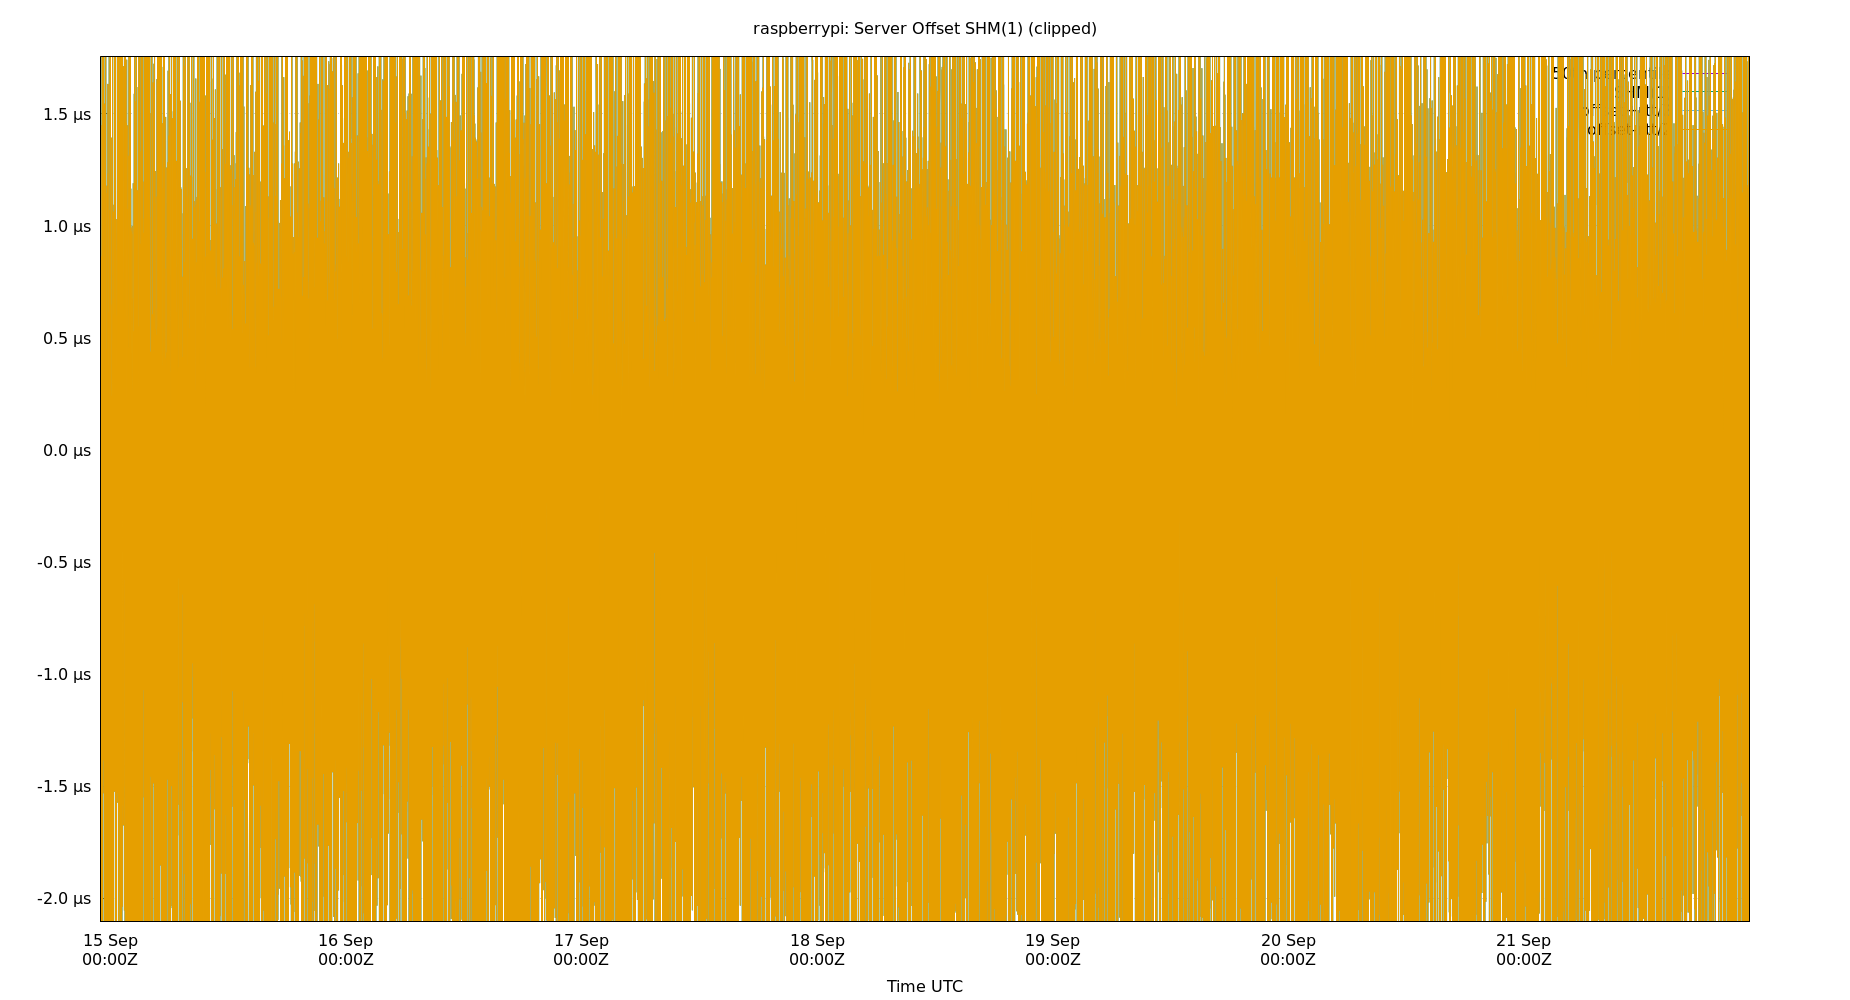 raspberrypi: Server Offset SHM(1) (clipped)
1.5 µs
1.0 µs
0.5 µs
0.0 µs
-0.5 µs
-1.0 µs
-1.5 µs
-2.0 µs
15 Sep 16 Sep 17 Sep 18 Sep 19 Sep 20 Sep 21 Sep
00:00Z 00:00Z 00:00Z 00:00Z 00:00Z 00:00Z 00:00Z
Time UTC